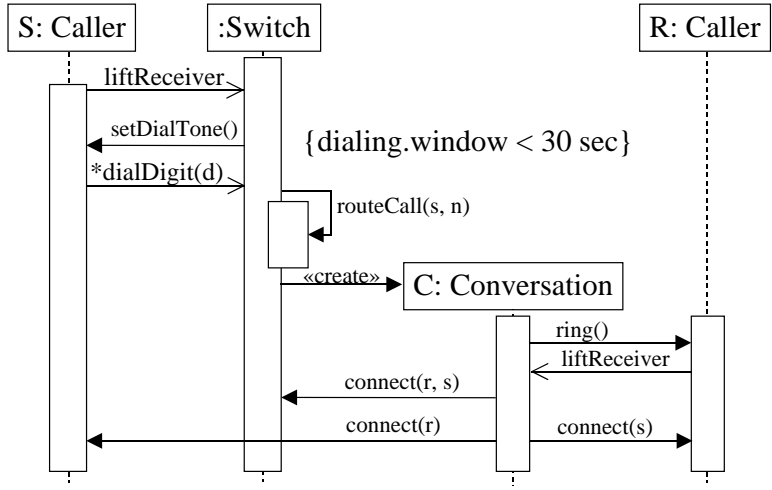 S: Caller
:Switch
R: Caller
liftReceiver
setDialTone()
{dialing.window < 30 sec}
*dialDigit(d)
routeCall(s, n)
«create»
C: Conversation
ring()
liftReceiver
connect(r, s)
connect(r)
connect(s)